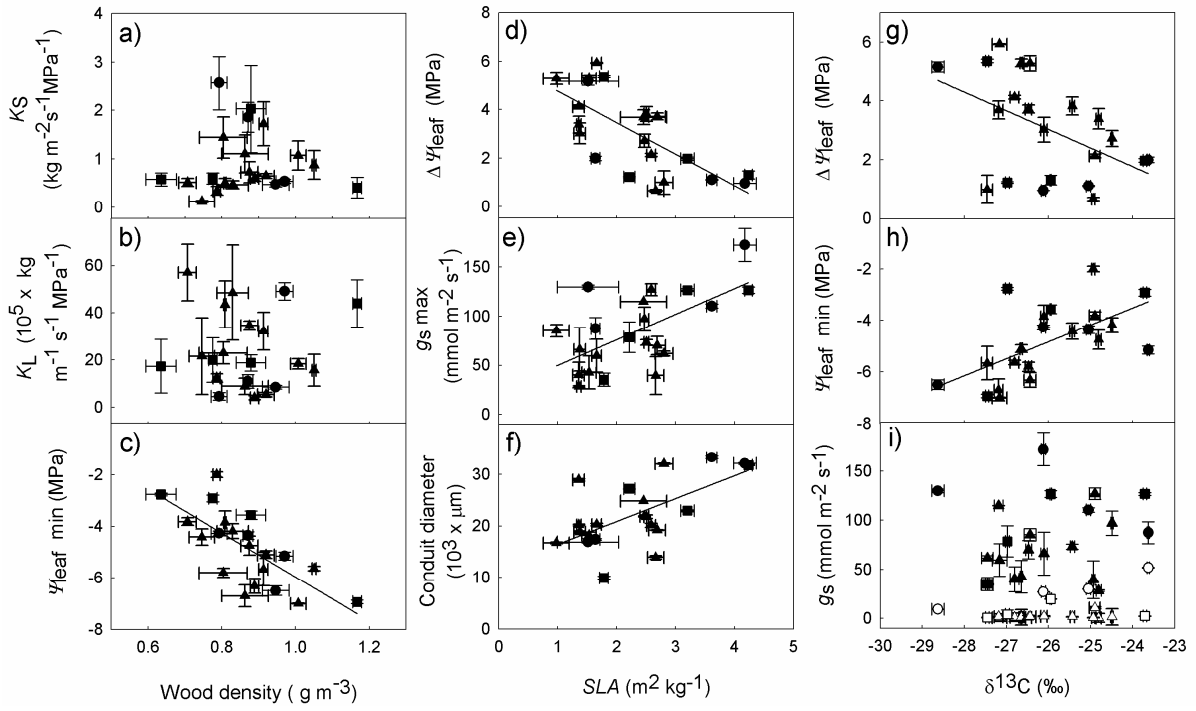 a)
KS
(kg m-2s-1MPa-1)
4
3
2
1
0
b)
KL (10^5 x kg
m-1 s-1 MPa-1)
60
40
20
0
c)
Ψleaf min (MPa)
-2
-4
-6
-8
0.6 0.8 1.0 1.2
Wood density ( g m-3)
d)
ΔΨleaf (MPa)
8
6
4
2
0
e)
gs max
(mmol m-2 s-1)
150
100
50
0
f)
Conduit diameter
(10^3 x μm)
30
20
10
0
0 1 2 3 4 5
SLA (m2 kg-1)
g)
ΔΨleaf (MPa)
6
4
2
0
h)
Ψleaf min (MPa)
-2
-4
-6
-8
i)
gs (mmol m-2 s-1)
150
100
50
0
-30 -29 -28 -27 -26 -25 -24 -23
δ13C (‰)